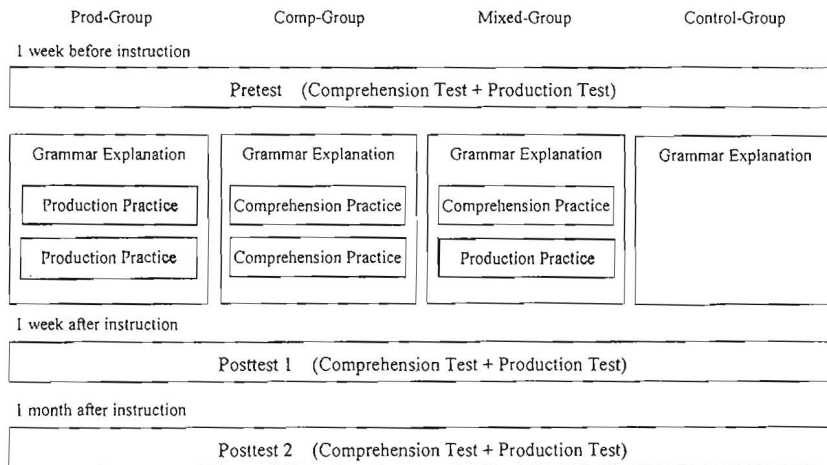 Prod-Group Comp-Group Mixed-Group Control-Group
1 week before instruction
Pretest (Comprehension Test + Production Test)
Grammar Explanation Grammar Explanation Grammar Explanation Grammar Explanation
Production Practice Comprehension Practice Comprehension Practice
Production Practice Comprehension Practice Production Practice
1 week after instruction
Posttest 1 (Comprehension Test + Production Test)
1 month after instruction
Posttest 2 (Comprehension Test + Production Test)